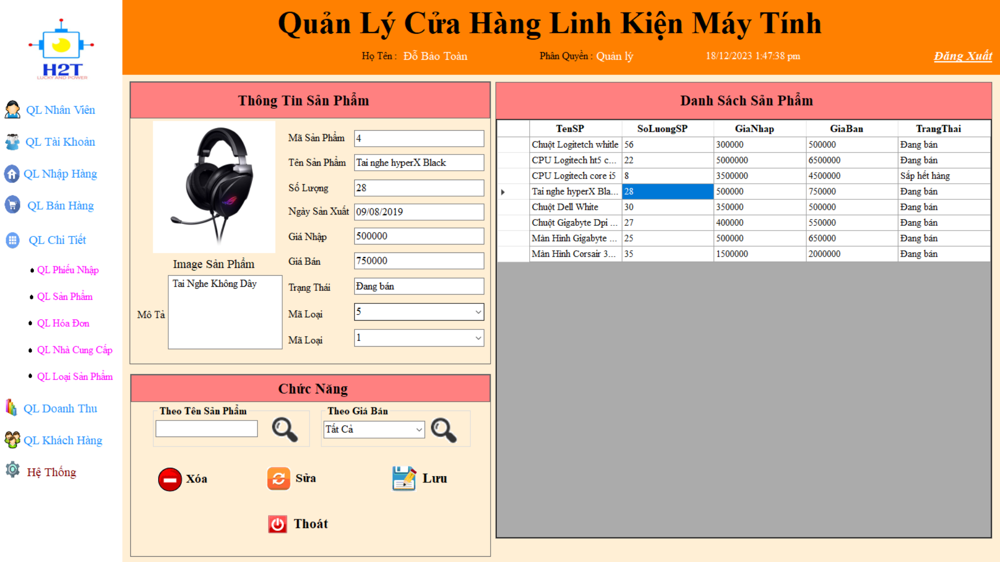 H2T
LUCKY AND POWER
QL Nhân Viên
QL Tài Khoản
QL Nhập Hàng
QL Bán Hàng
QL Chi Tiết
QL Phiếu Nhập
QL Sản Phẩm
QL Hóa Đơn
QL Nhà Cung Cấp
QL Loại Sản Phẩm
QL Doanh Thu
QL Khách Hàng
Hệ Thống
Quản Lý Cửa Hàng Linh Kiện Máy Tính
Họ Tên : Đỗ Bảo Toàn Phân Quyền : Quản lý 18/12/2023 1:47:38 pm Đăng Xuất
Thông Tin Sản Phẩm
Image Sản Phẩm
Mô Tả Tai Nghe Không Dây
Mã Sản Phẩm 4
Tên Sản Phẩm Tai nghe hyperX Black
Số Lượng 28
Ngày Sản Xuất 09/08/2019
Giá Nhập 500000
Giá Bán 750000
Trạng Thái Đang bán
Mã Loại 5
Mã Loại 1
Chức Năng
Theo Tên Sản Phẩm
Theo Giá Bán
Tất Cả
Xóa Sửa Lưu
Thoát
Danh Sách Sản Phẩm
TenSP SoLuongSP GiaNhap GiaBan TrangThai
Chuột Logitetch whitle 56 300000 500000 Đang bán
CPU Logitech ht5 c... 22 5000000 6500000 Đang bán
CPU Logitech core i5 8 3500000 4500000 Sắp hết hàng
Tai nghe hyperX Bla... 28 500000 750000 Đang bán
Chuột Dell White 30 350000 500000 Đang bán
Chuột Gigabyte Dpi ... 27 400000 550000 Đang bán
Màn Hình Gigabyte ... 25 500000 650000 Đang bán
Màn Hình Corsair 3... 35 1500000 2000000 Đang bán